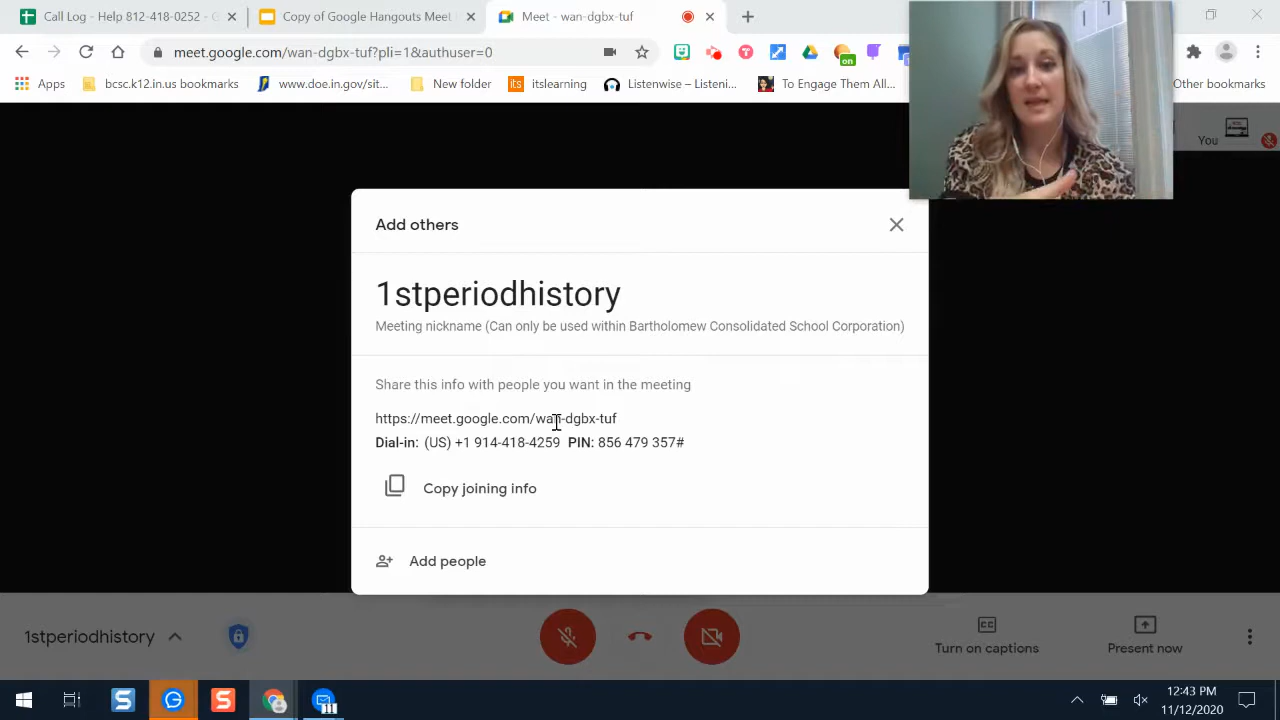 Call Log - Help 812-418-0252 - G
Copy of Google Hangouts Meet
Meet - wan-dgbx-tuf
meet.google.com/wan-dgbx-tuf?pli=1&authuser=0
on
Apps
bcsc.k12.in.us bookmarks
www.doe.in.gov/sit...
New folder
its
itslearning
Listenwise – Listeni...
To Engage Them All...
Other bookmarks
You
Add others
1stperiodhistory
Meeting nickname (Can only be used within Bartholomew Consolidated School Corporation)
Share this info with people you want in the meeting
https://meet.google.com/wan-dgbx-tuf
Dial-in: (US) +1 914-418-4259 PIN: 856 479 357#
Copy joining info
Add people
1stperiodhistory
CC
Turn on captions
Present now
S
G
S
11
12:43 PM
11/12/2020